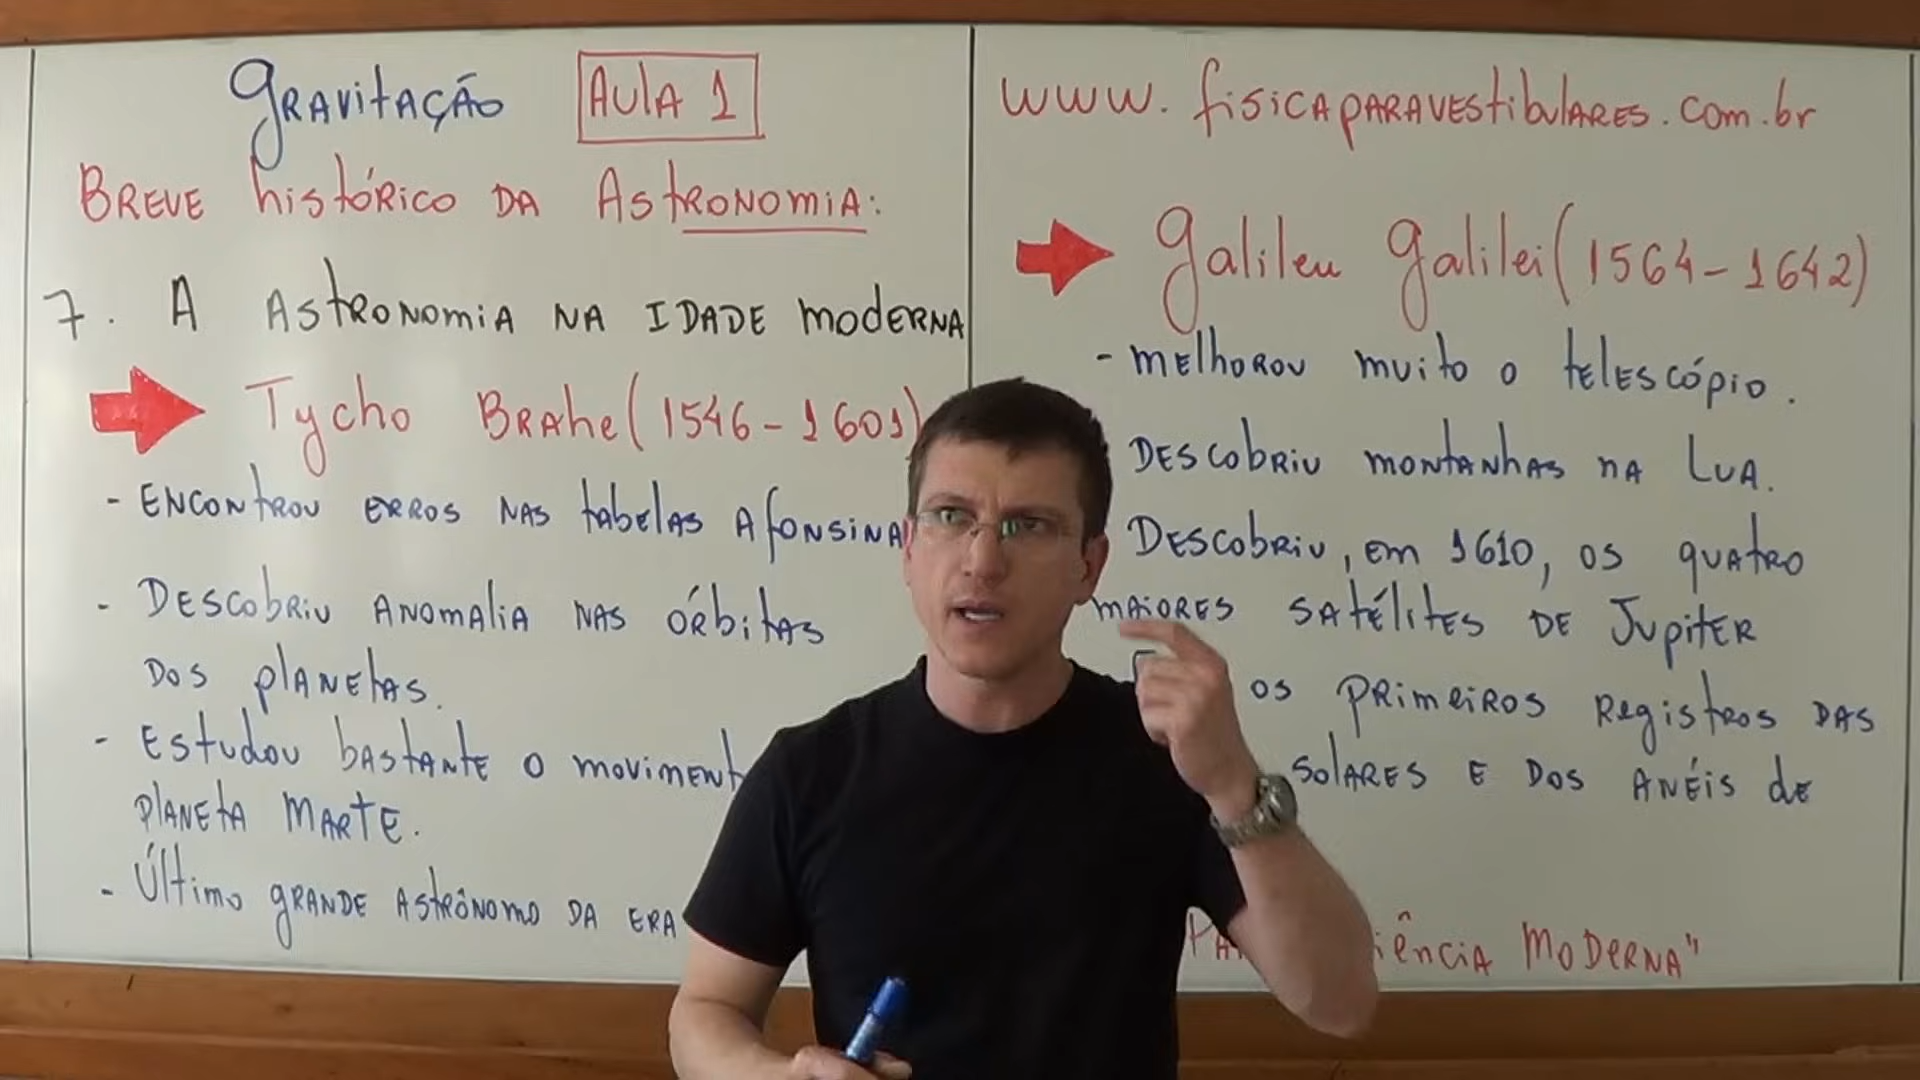 Gravitação Aula 1
Breve histórico da Astronomia:
7. A Astronomia na Idade moderna
Tycho Brahe (1546-1601)
- Encontrou erros nas tabelas Afonsina
- Descobriu anomalia nas órbitas
dos planetas.
- Estudou bastante o moviment
planeta Marte.
- Último grande astrônomo da era
www.fisicaparavestibulares.com.br
Galileu Galilei (1564-1642)
- melhorou muito o telescópio.
Descobriu montanhas na Lua.
Descobriu, em 1610, os quatro
maiores satélites de Jupiter
os primeiros registros das
solares e dos anéis de
iência Moderna"